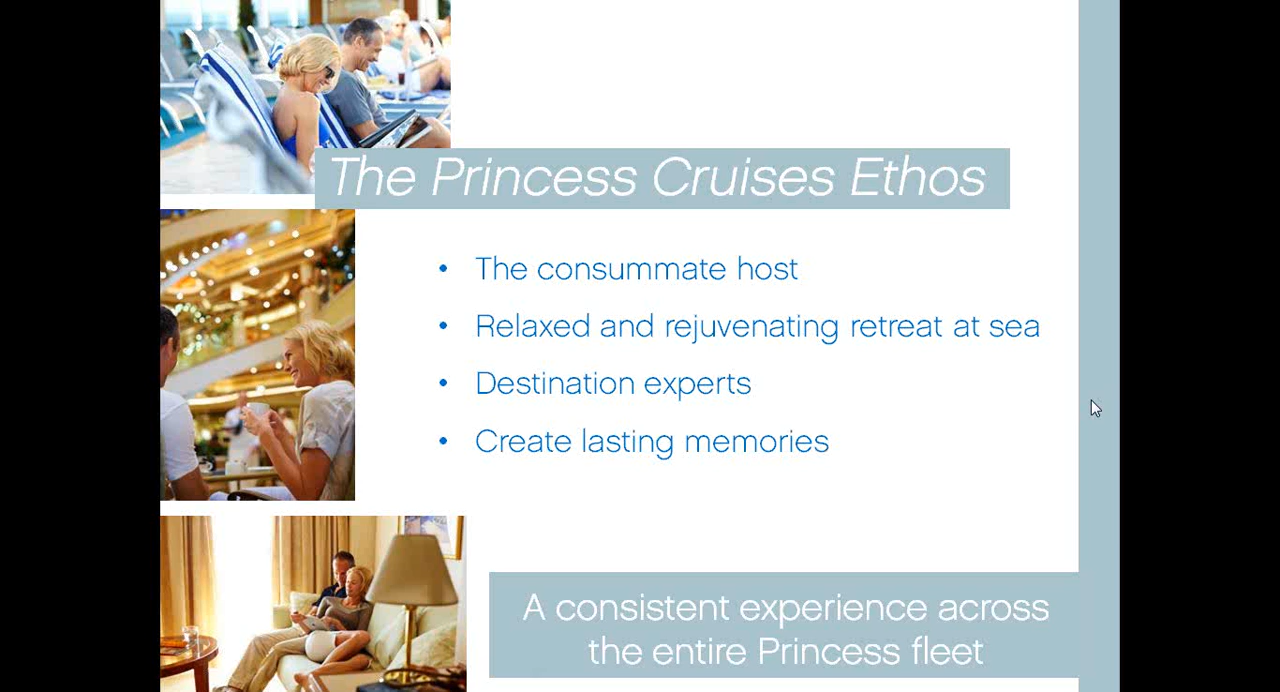 The Princess Cruises Ethos
• The consummate host
• Relaxed and rejuvenating retreat at sea
• Destination experts
• Create lasting memories
A consistent experience across
the entire Princess fleet